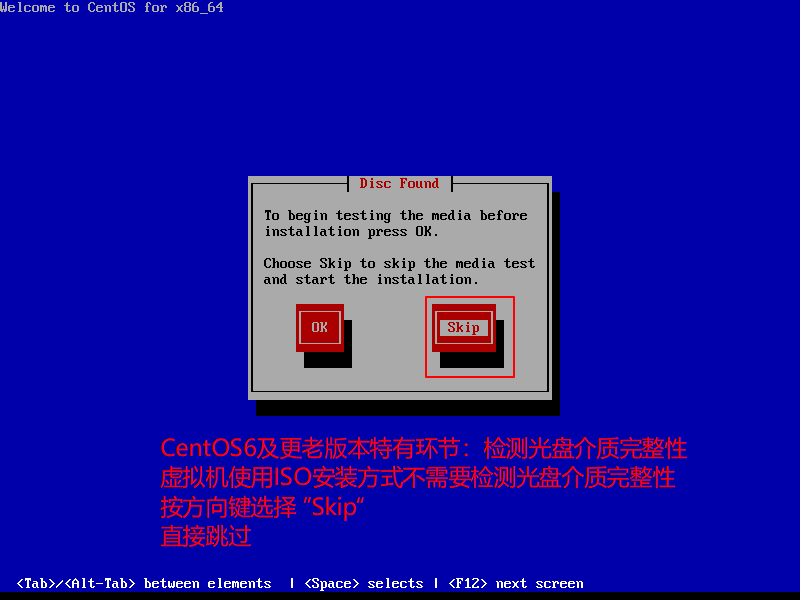 Welcome to CentOS for x86_64
Disc Found
To begin testing the media before
installation press OK.
Choose Skip to skip the media test
and start the installation.
OK Skip
CentOS6及更老版本特有环节：检测光盘介质完整性
虚拟机使用ISO安装方式不需要检测光盘介质完整性
按方向键选择 "Skip"
直接跳过
<Tab>/<Alt-Tab> between elements | <Space> selects | <F12> next screen